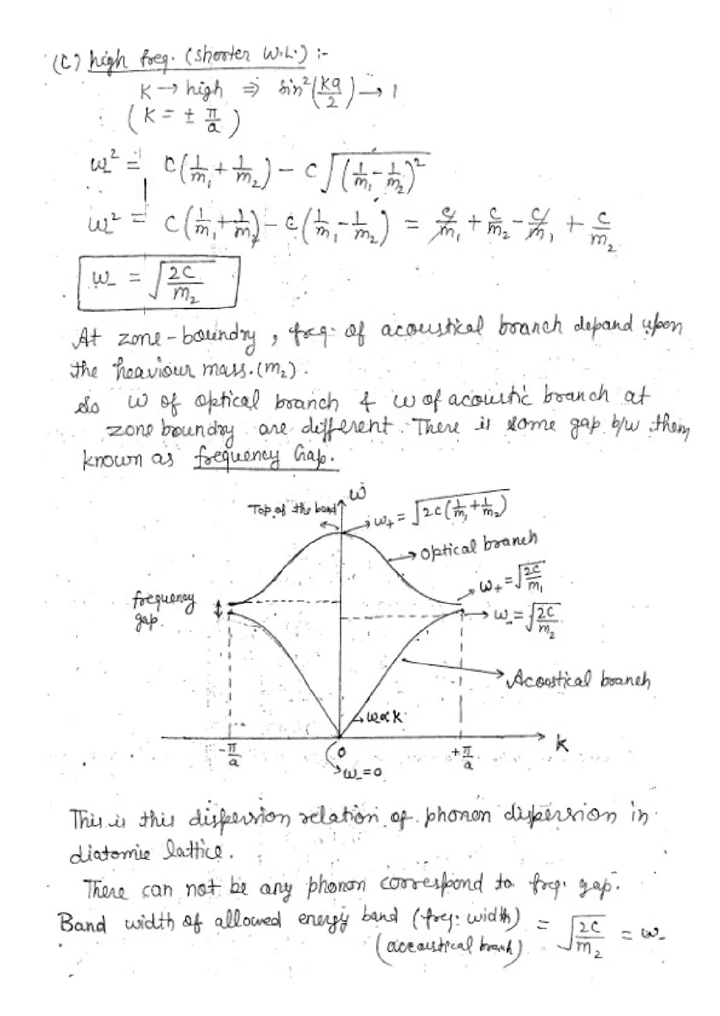 (C) high freq. (shorter W.L.) :-
K → high ⇒ sin²(ka/2) → 1
(K = ± π/a)
ω₋² = C(1/m₁ + 1/m₂) - C√(1/m₁ - 1/m₂)²
ω₋² = C(1/m₁ + 1/m₂) - C(1/m₁ - 1/m₂) = C/m₁ + C/m₂ - C/m₁ + C/m₂
ω₋ = √(2C/m₂)
At zone-boundry, freq. of acoustical branch depand upon
the heaviour mass. (m₂).
So ω of optical branch & ω of acoustic branch at
zone boundry are different. There is some gap b/w them
known as frequency Gap.
ω
Top of the band
ω₊ = √2C(1/m₁ + 1/m₂)
optical branch
ω₊ = √2C/m₁
frequency
gap.
ω₋ = √2C/m₂
Acoostical branch
ω∝k
-π/a
0
+π/a
k
ω₋=0
This is this dispersion relation of phonon dispersion in
diatomic lattice.
There can not be any phonon correspond to frq. gap.
Band width of allowed energy band (freq. width) = √2C/m₂ = ω₋
(acoaustical branch)